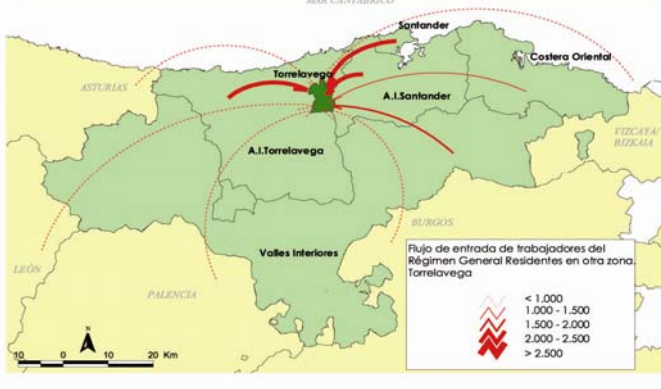 MAR CANTÁBRICO
Santander
Costera Oriental
Torrelavega
ASTURIAS
A.I.Santander
VIZCAYA/
BIZKAIA
A.I.Torrelavega
BURGOS
Valles Interiores
LEÓN
PALENCIA
Flujo de entrada de trabajadores del
Régimen General Residentes en otra zona.
Torrelavega
< 1.000
1.000 - 1.500
1.500 - 2.000
2.000 - 2.500
> 2.500
N
10 0 10 20 Km